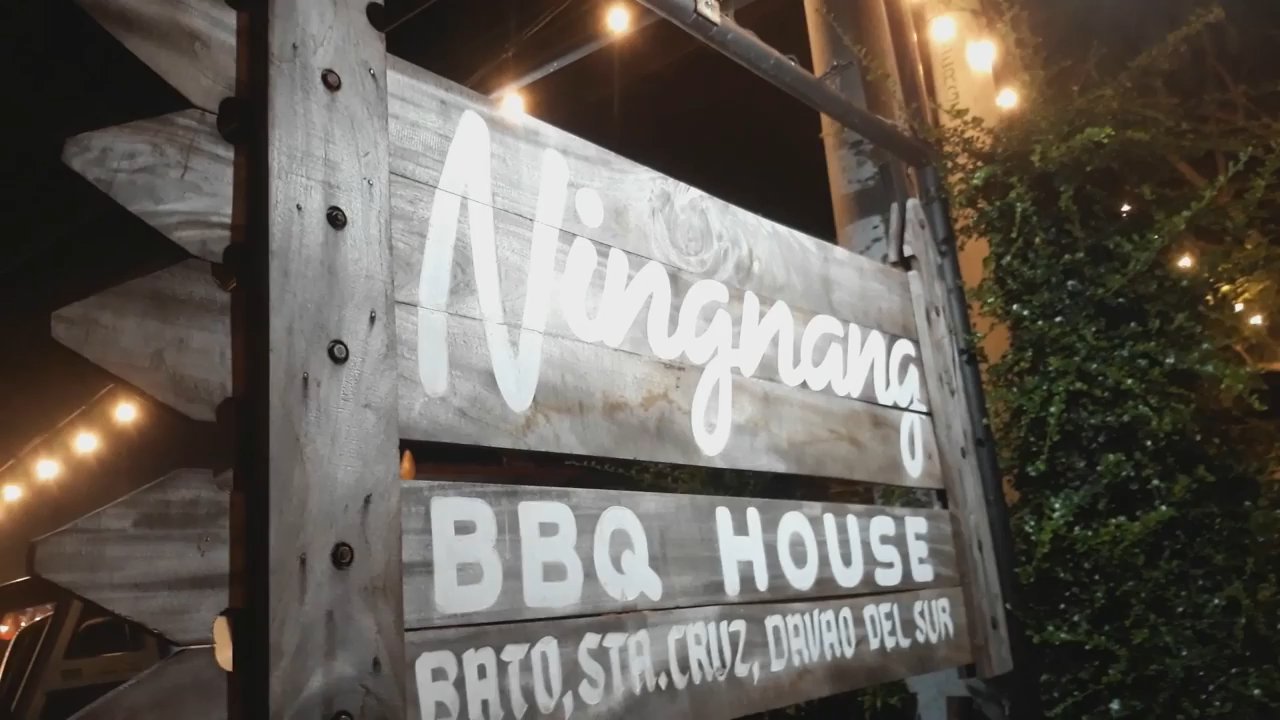 Ningnang
BBQ HOUSE
BATO, STA. CRUZ, DAVAO DEL SUR